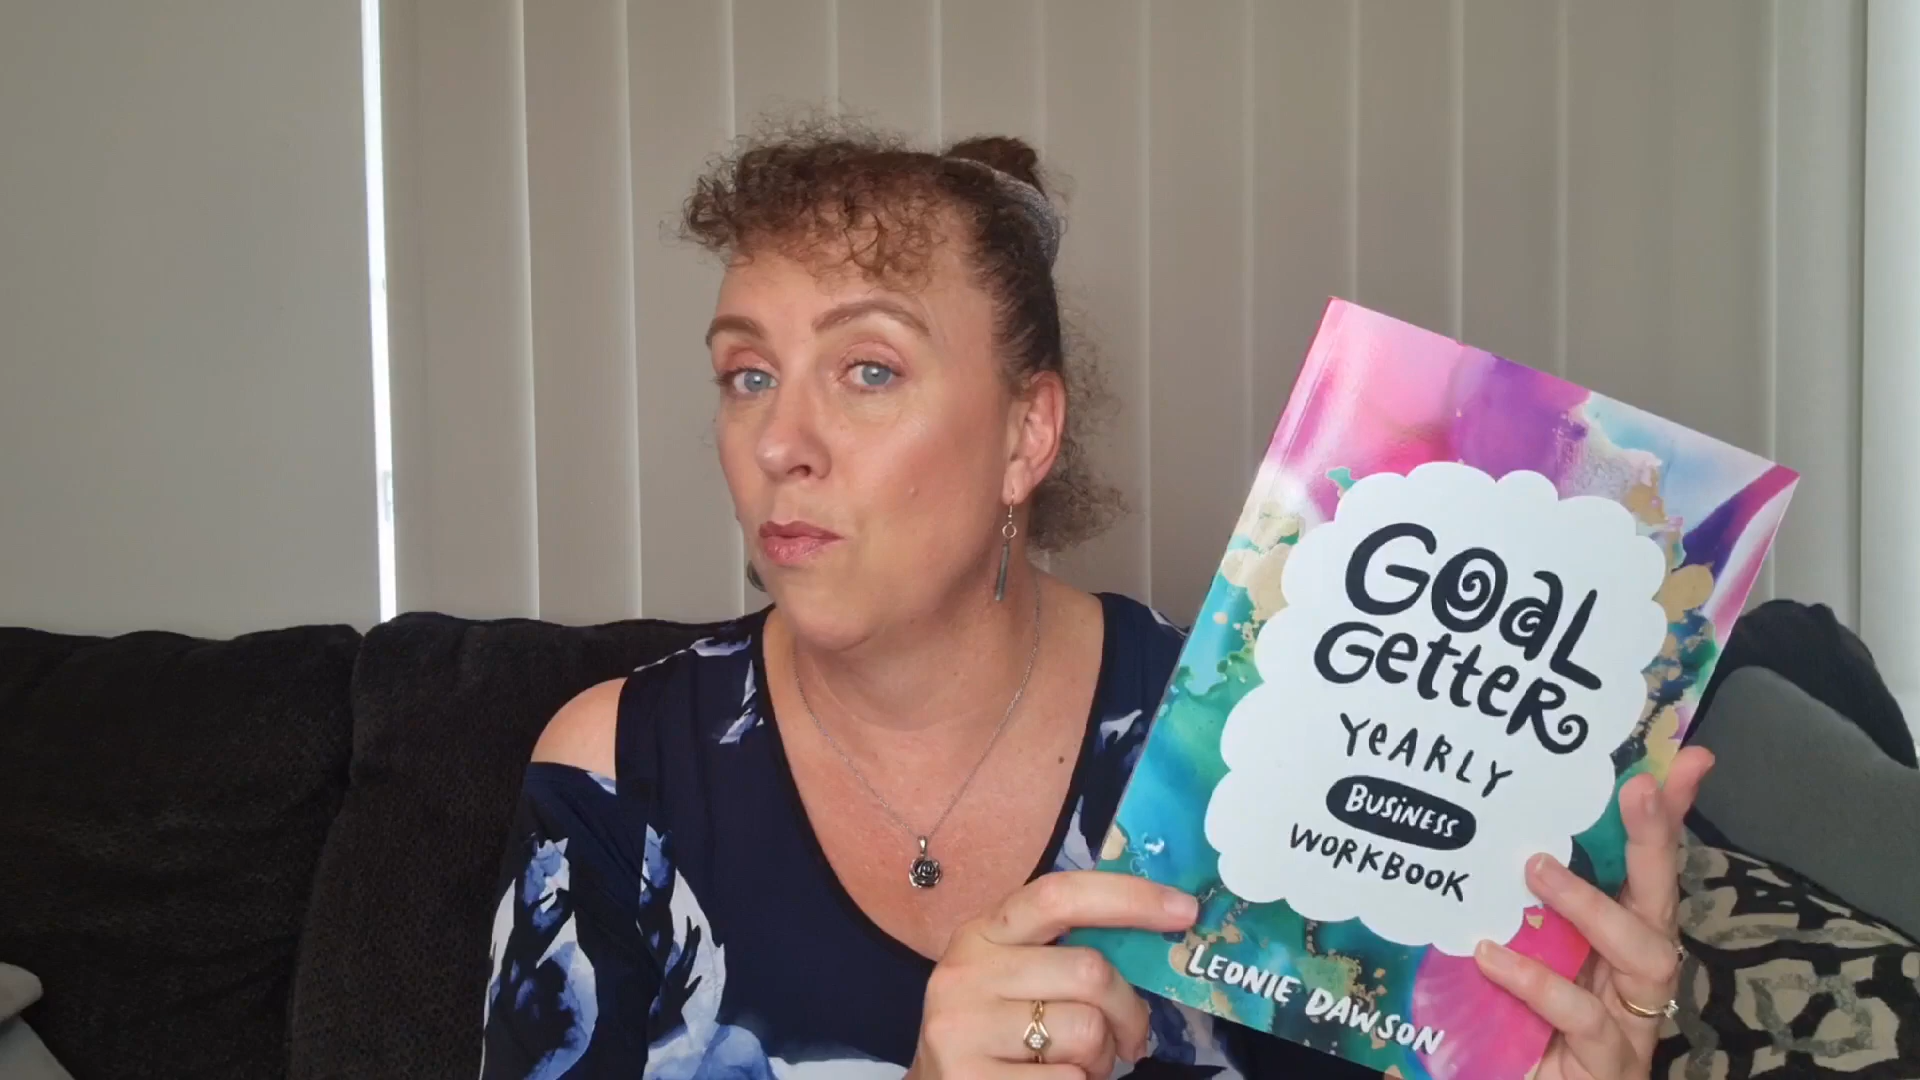 GOAL
GETTER
YEARLY
BUSINESS
WORKBOOK
LEONIE DAWSON